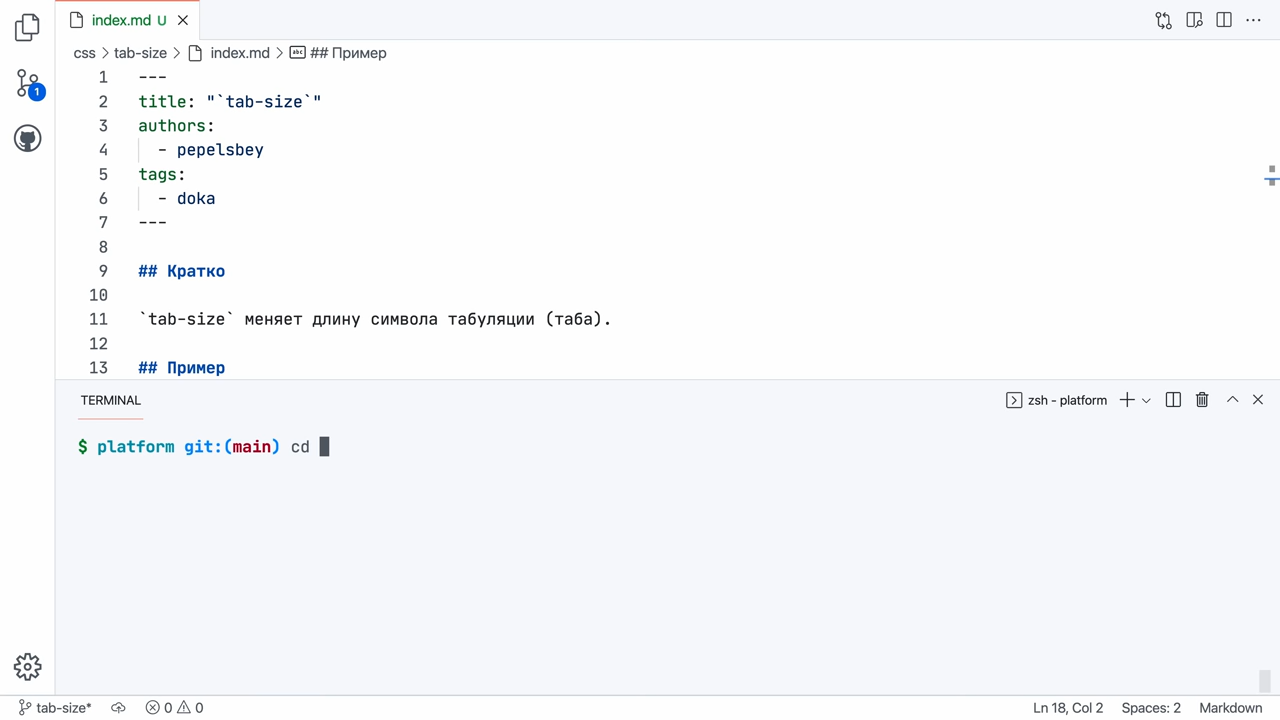 index.md U
css > tab-size > index.md > abc ## Пример
1 ---
2 title: "`tab-size`"
3 authors:
4 - pepelsbey
5 tags:
6 - doka
7 ---
8
9 ## Кратко
10
11 `tab-size` меняет длину символа табуляции (таба).
12
13 ## Пример
1
TERMINAL
zsh - platform
$ platform git:(main) cd
tab-size* 0 0 Ln 18, Col 2 Spaces: 2 Markdown